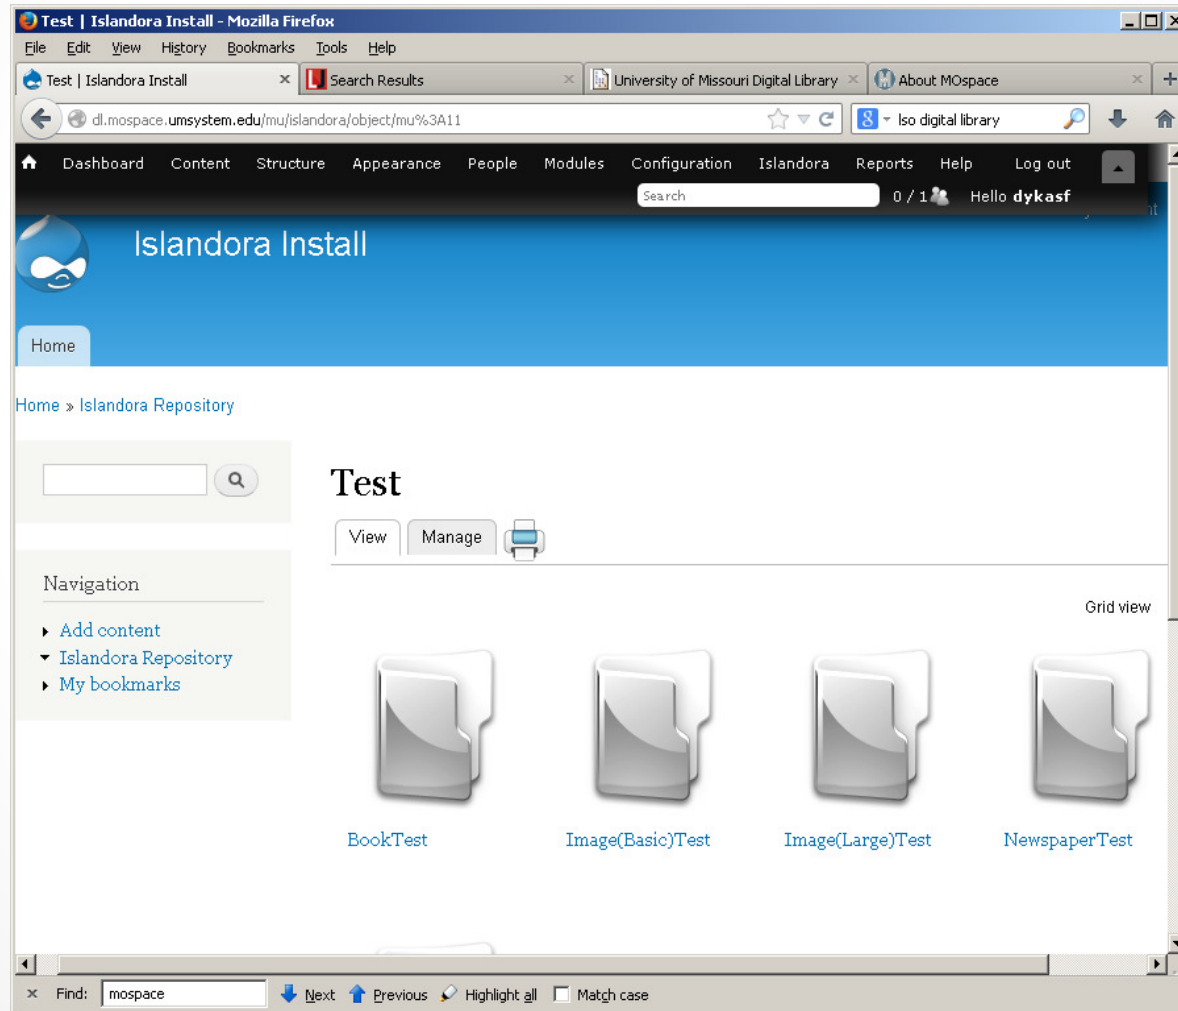 Test | Islandora Install - Mozilla Firefox
File Edit View History Bookmarks Tools Help
Test | Islandora Install × Search Results × University of Missouri Digital Library × About MOspace × +
dl.mospace.umsystem.edu/mu/islandora/object/mu%3A11 lso digital library
Dashboard Content Structure Appearance People Modules Configuration Islandora Reports Help Log out
Search 0 / 1 Hello dykasf
Islandora Install
Home
Home » Islandora Repository
Test
View Manage
Navigation
Grid view
Add content
Islandora Repository
My bookmarks
BookTest Image(Basic)Test Image(Large)Test NewspaperTest
× Find: mospace Next Previous Highlight all Match case